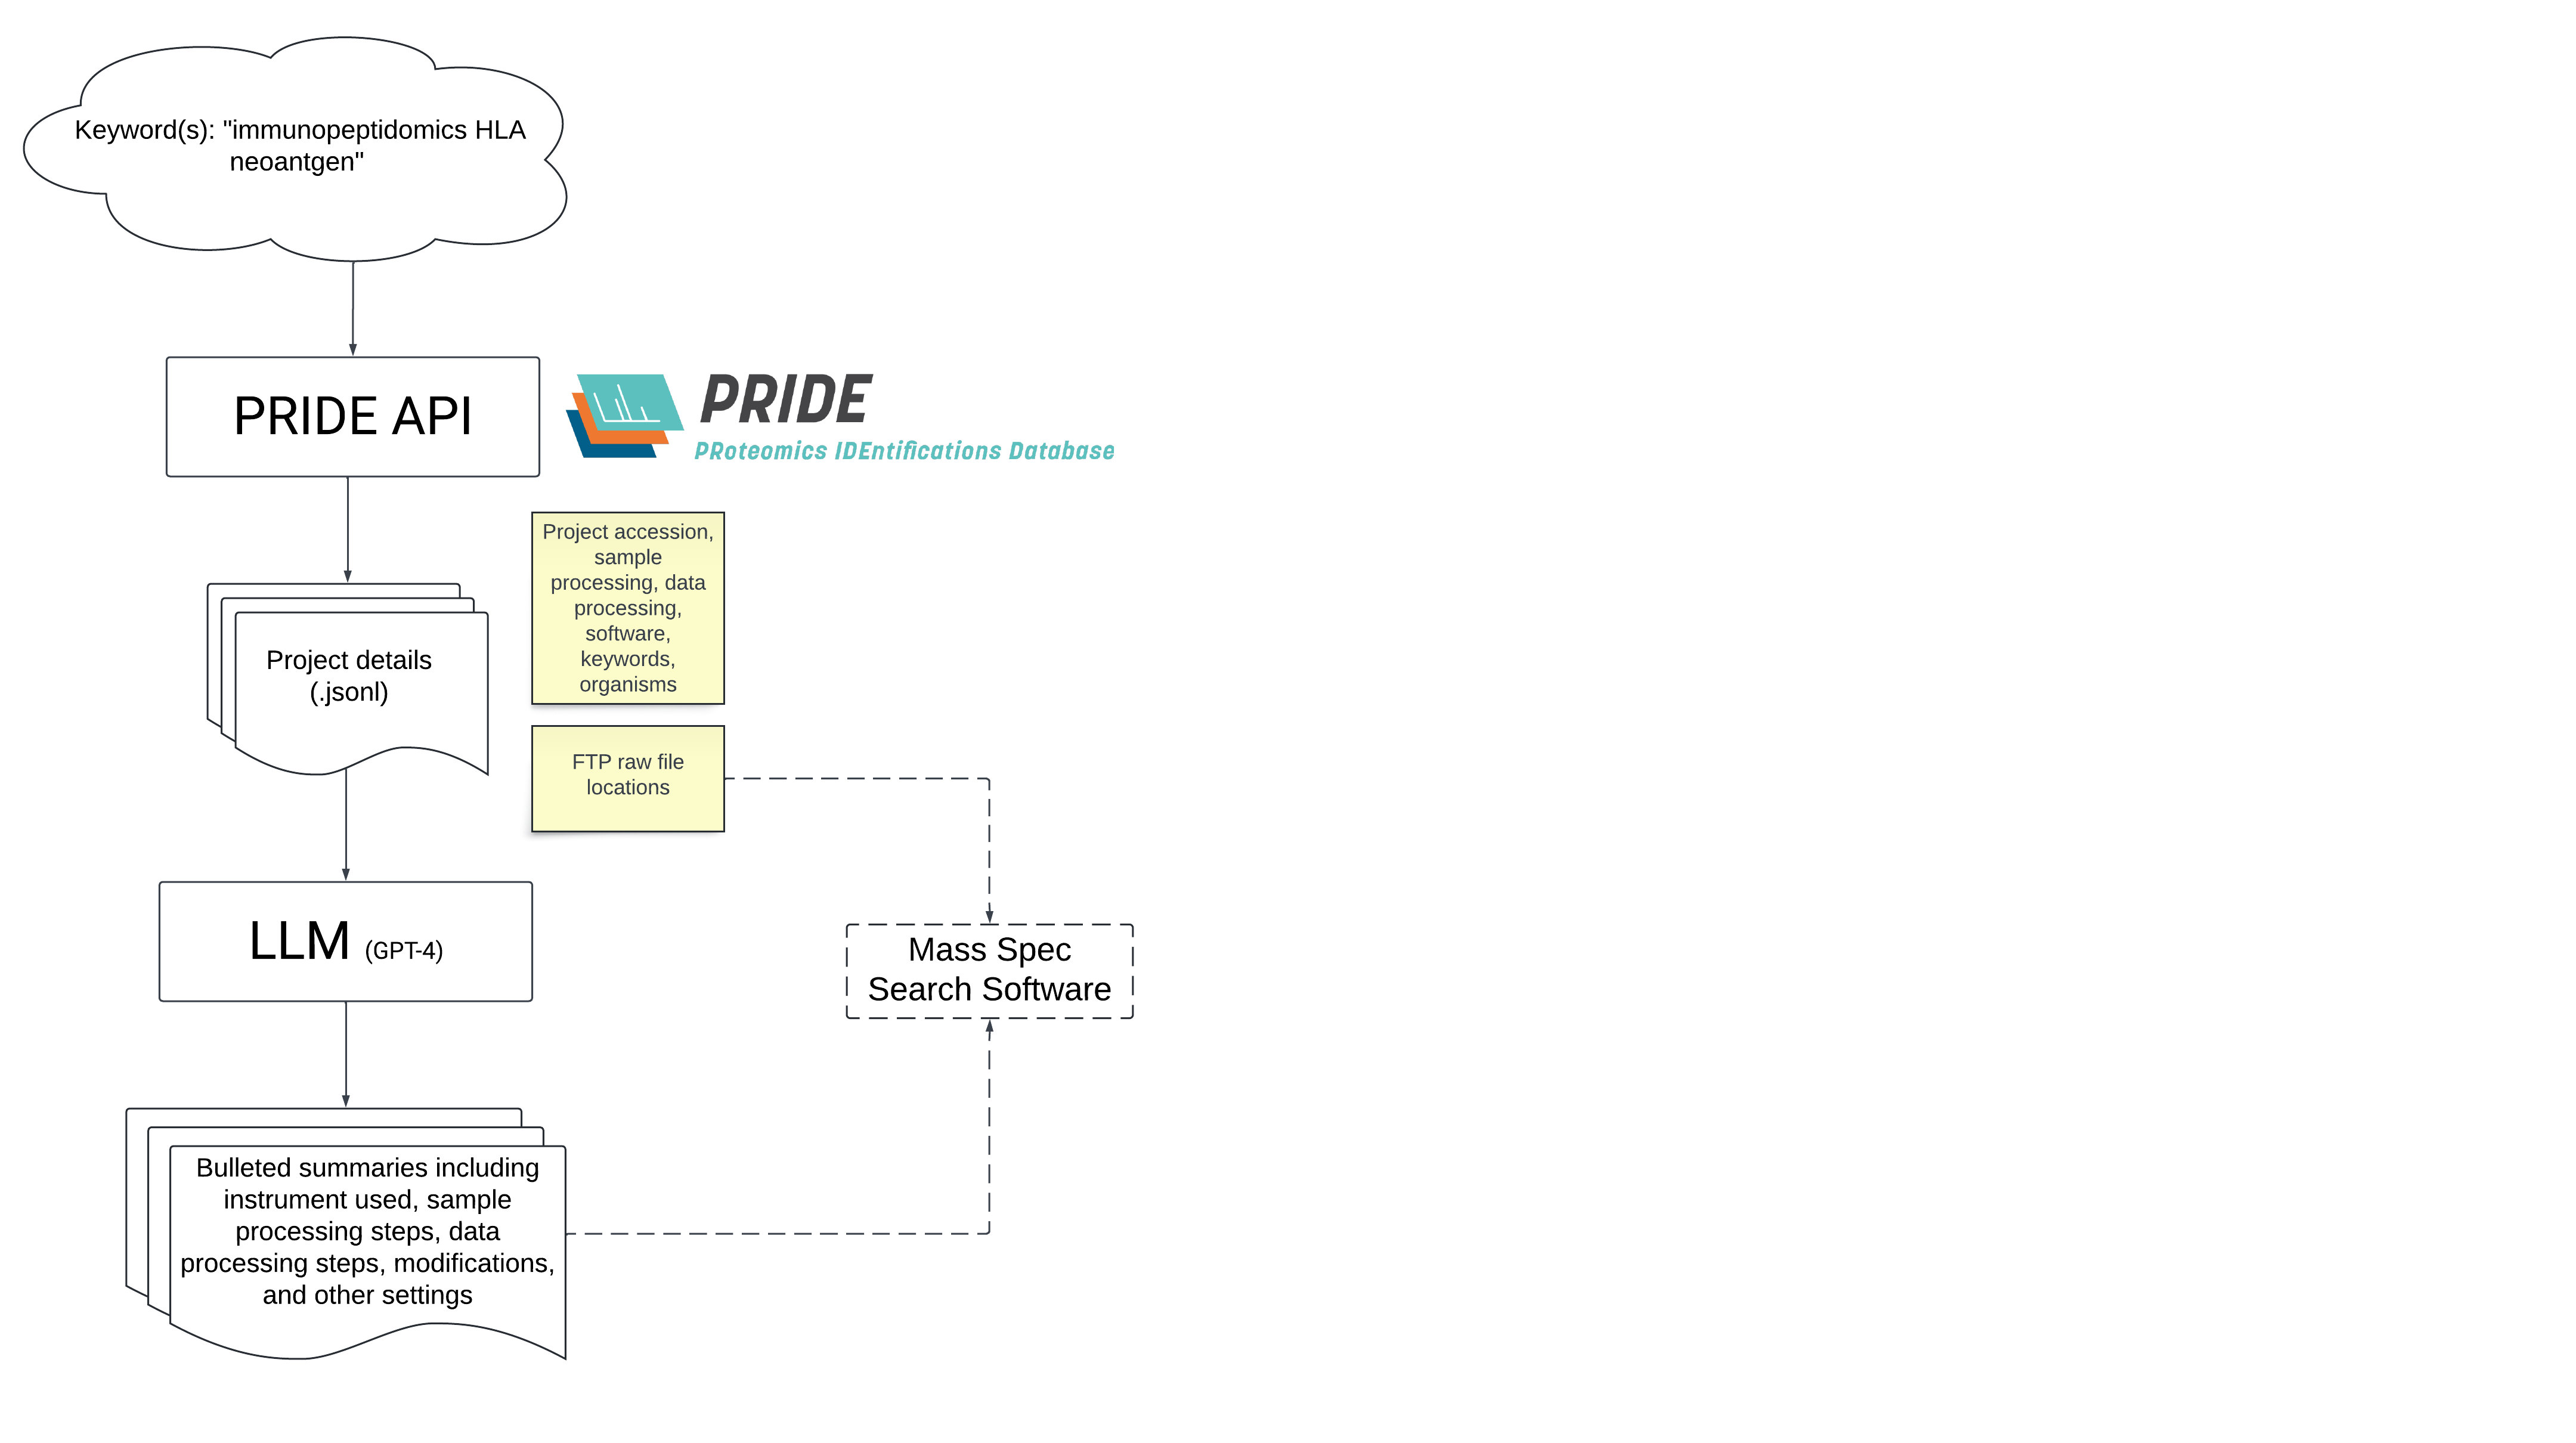 Keyword(s): "immunopeptidomics HLA
neoantgen"
PRIDE API
PRIDE
PRoteomics IDEntifications Database
Project accession,
sample
processing, data
processing,
software,
keywords,
organisms
Project details
(.jsonl)
FTP raw file
locations
LLM (GPT-4)
Mass Spec
Search Software
Bulleted summaries including
instrument used, sample
processing steps, data
processing steps, modifications,
and other settings